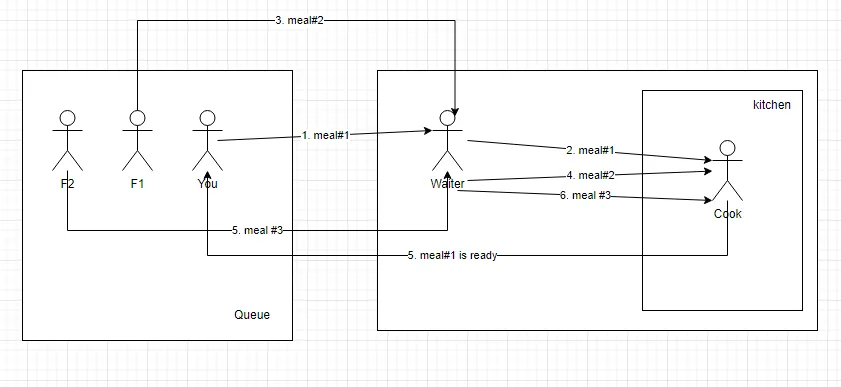 3. meal#2
kitchen
1. meal#1
2. meal#1
4. meal#2
6. meal #3
F2
F1
You
Waiter
Cook
5. meal #3
5. meal#1 is ready
Queue